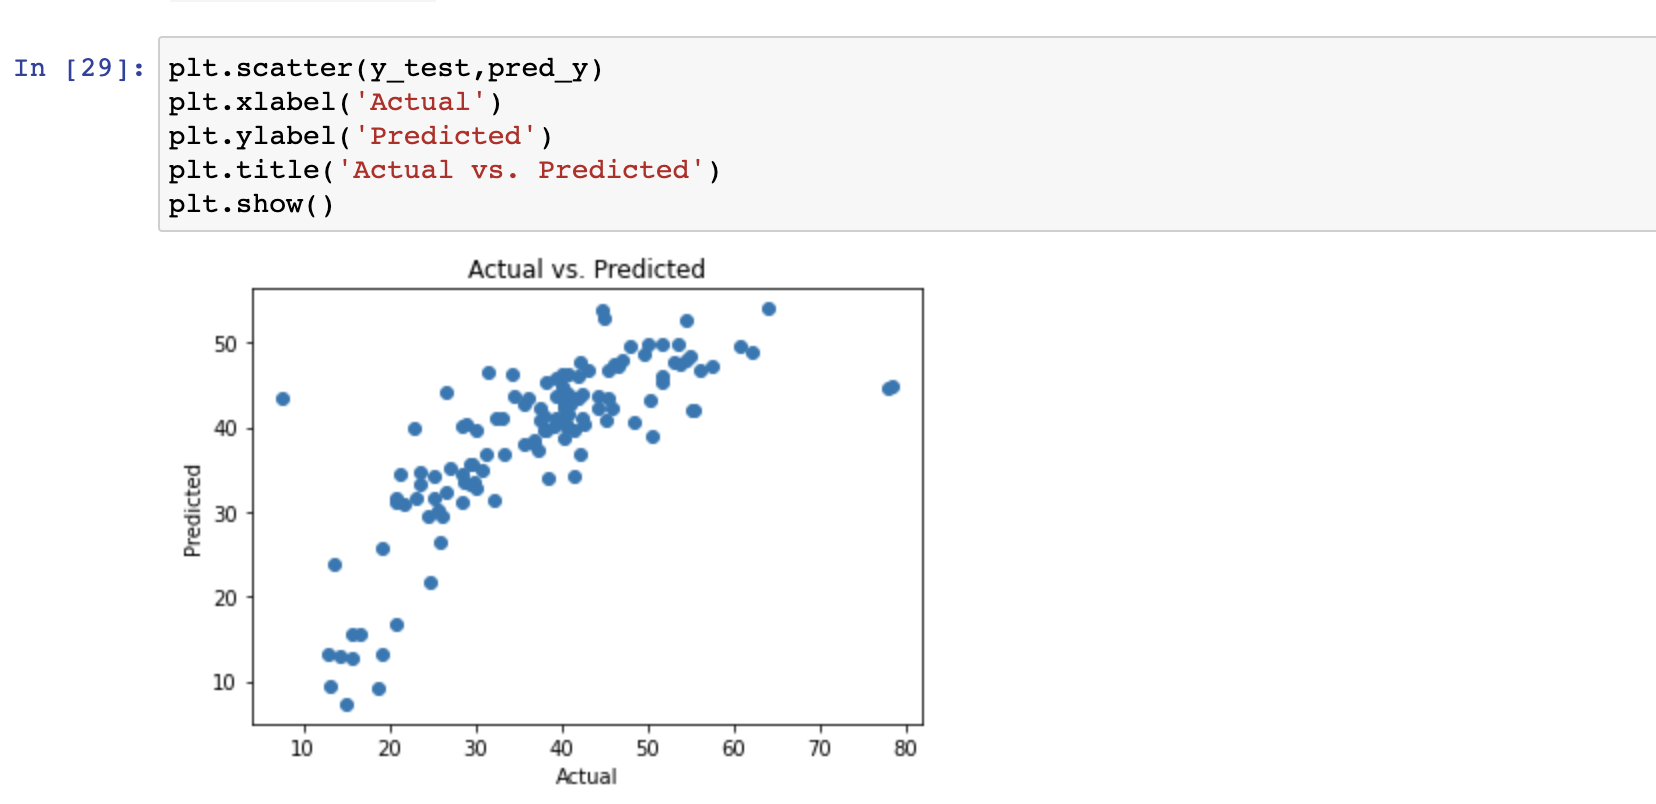 In [29]:
plt.scatter(y_test,pred_y)
plt.xlabel('Actual')
plt.ylabel('Predicted')
plt.title('Actual vs. Predicted')
plt.show()
Actual vs. Predicted
50
40
30
20
10
Predicted
10 20 30 40 50 60 70 80
Actual